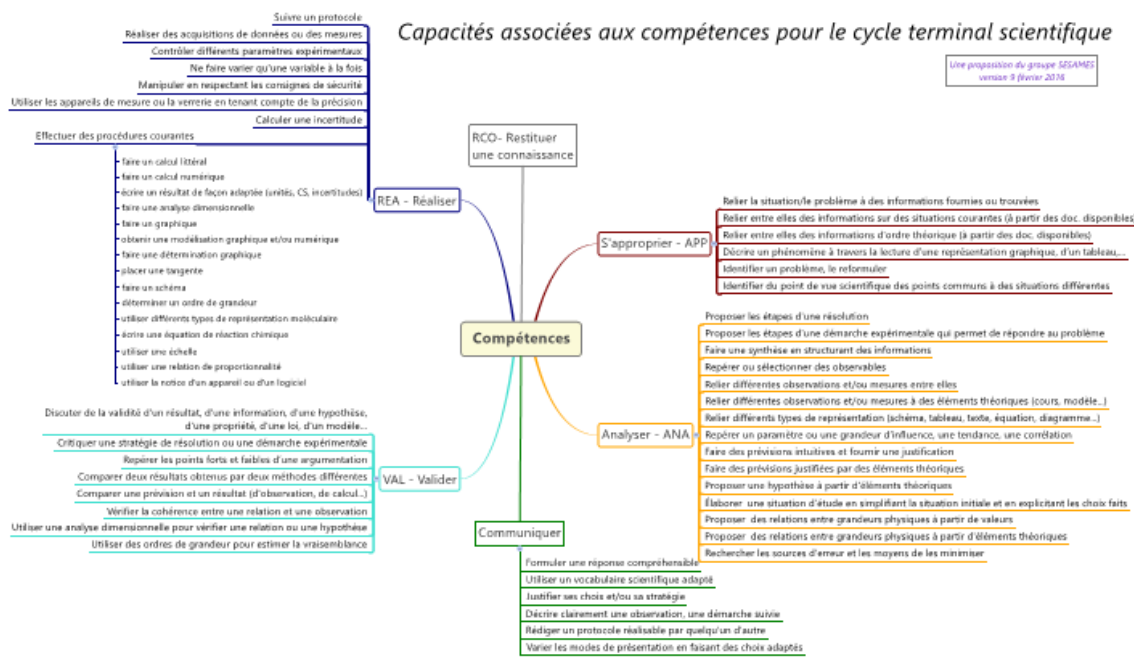 Capacités associées aux compétences pour le cycle terminal scientifique
Une proposition du groupe SESAMES
version 9 février 2016
Suivre un protocole
Réaliser des acquisitions de données ou des mesures
Contrôler différents paramètres expérimentaux
Ne faire varier qu'une variable à la fois
Manipuler en respectant les consignes de sécurité
Utiliser les appareils de mesure ou la verrerie en tenant compte de la précision
Calculer une incertitude
Effectuer des procédures courantes
faire un calcul littéral
faire un calcul numérique
écrire un résultat de façon adaptée (unités, CS, incertitudes)
faire une analyse dimensionnelle
faire un graphique
obtenir une modélisation graphique et/ou numérique
faire une détermination graphique
placer une tangente
faire un schéma
déterminer un ordre de grandeur
utiliser différents types de représentation moléculaire
écrire une équation de réaction chimique
utiliser une échelle
utiliser une relation de proportionnalité
utiliser la notice d'un appareil ou d'un logiciel
REA - Réaliser
RCO- Restituer
une connaissance
S'approprier - APP
Relier la situation/le problème à des informations fournies ou trouvées
Relier entre elles des informations sur des situations courantes (à partir des doc. disponibles)
Relier entre elles des informations d'ordre théorique (à partir des doc. disponibles)
Décrire un phénomène à travers la lecture d'une représentation graphique, d'un tableau,...
Identifier un problème, le reformuler
Identifier du point de vue scientifique des points communs à des situations différentes
Compétences
Analyser - ANA
Proposer les étapes d'une résolution
Proposer les étapes d'une démarche expérimentale qui permet de répondre au problème
Faire une synthèse en structurant des informations
Repérer ou sélectionner des observables
Relier différentes observations et/ou mesures entre elles
Relier différentes observations et/ou mesures à des éléments théoriques (cours, modèle...)
Relier différents types de représentation (schéma, tableau, texte, équation, diagramme...)
Repérer un paramètre ou une grandeur d'influence, une tendance, une corrélation
Faire des prévisions intuitives et fournir une justification
Faire des prévisions justifiées par des éléments théoriques
Proposer une hypothèse à partir d'éléments théoriques
Élaborer une situation d'étude en simplifiant la situation initiale et en explicitant les choix faits
Proposer des relations entre grandeurs physiques à partir de valeurs
Proposer des relations entre grandeurs physiques à partir d'éléments théoriques
Rechercher les sources d'erreur et les moyens de les minimiser
Discuter de la validité d'un résultat, d'une information, d'une hypothèse,
d'une propriété, d'une loi, d'un modèle...
Critiquer une stratégie de résolution ou une démarche expérimentale
Repérer les points forts et faibles d'une argumentation
Comparer deux résultats obtenus par deux méthodes différentes
Comparer une prévision et un résultat (d'observation, de calcul...)
Vérifier la cohérence entre une relation et une observation
Utiliser une analyse dimensionnelle pour vérifier une relation ou une hypothèse
Utiliser des ordres de grandeur pour estimer la vraisemblance
VAL - Valider
Communiquer
Formuler une réponse compréhensible
Utiliser un vocabulaire scientifique adapté
Justifier ses choix et/ou sa stratégie
Décrire clairement une observation, une démarche suivie
Rédiger un protocole réalisable par quelqu'un d'autre
Varier les modes de présentation en faisant des choix adaptés